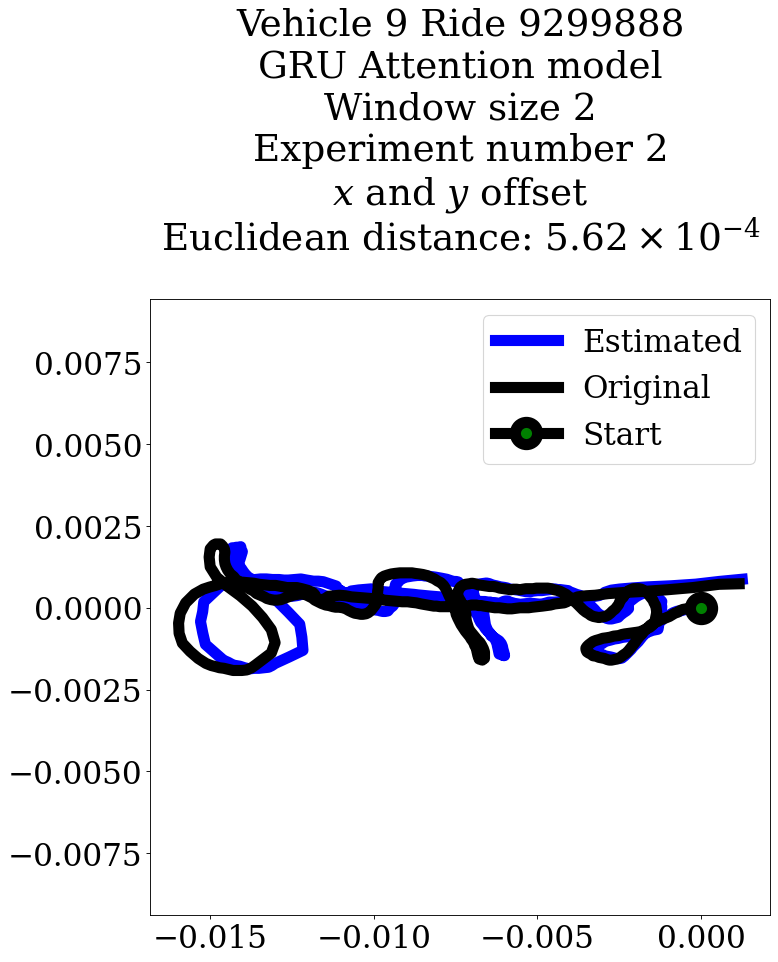 Vehicle 9 Ride 9299888
GRU Attention model
Window size 2
Experiment number 2
x and y offset
Euclidean distance: 5.62 × 10⁻⁴
Estimated
Original
Start
0.0075
0.0050
0.0025
0.0000
−0.0025
−0.0050
−0.0075
−0.015
−0.010
−0.005
0.000